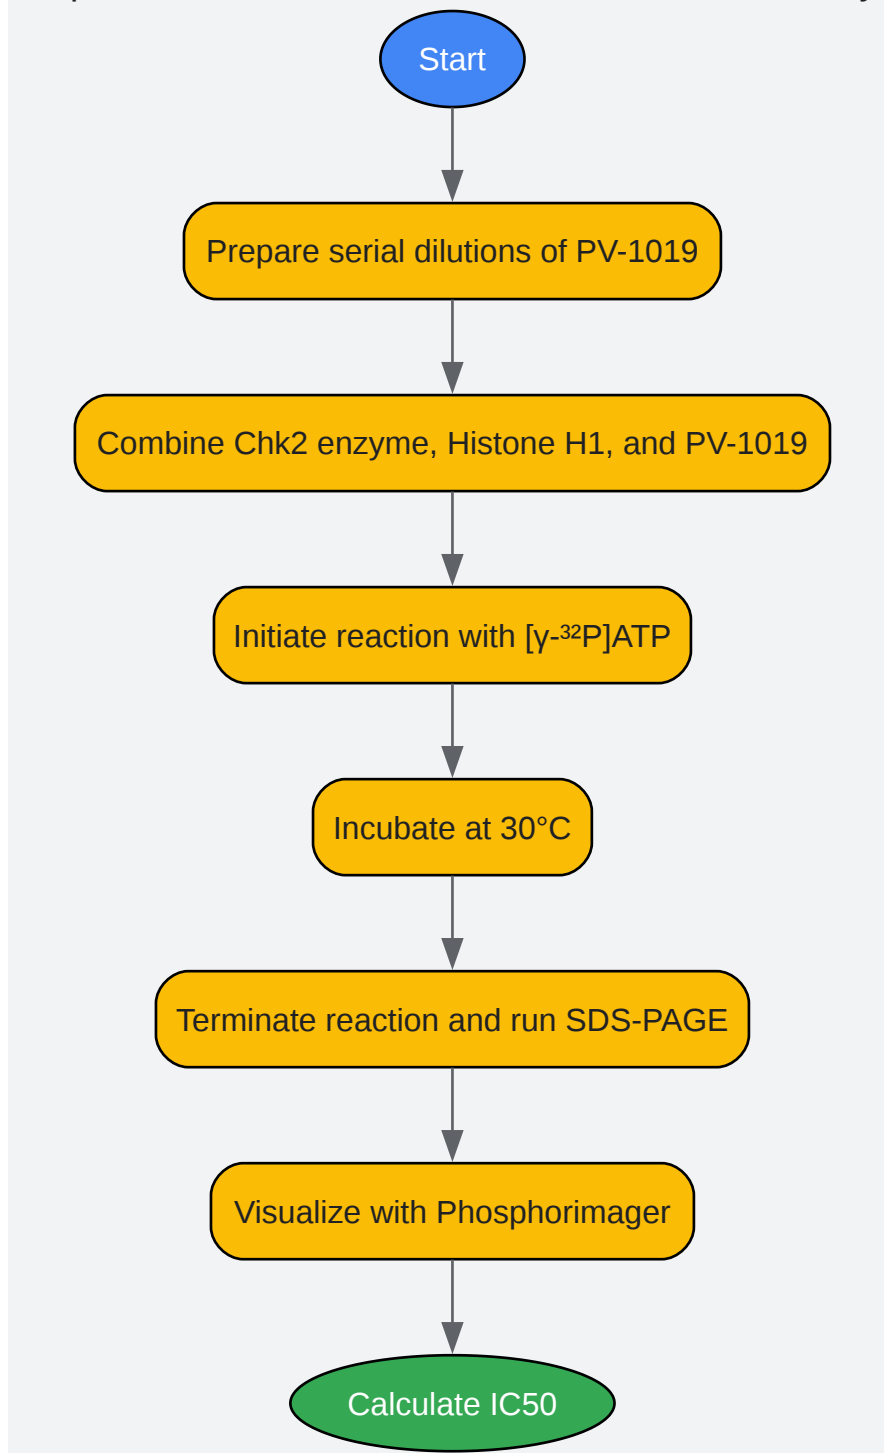 Start
Prepare serial dilutions of PV-1019
Combine Chk2 enzyme, Histone H1, and PV-1019
Initiate reaction with [γ-³²P]ATP
Incubate at 30°C
Terminate reaction and run SDS-PAGE
Visualize with Phosphorimager
Calculate IC50